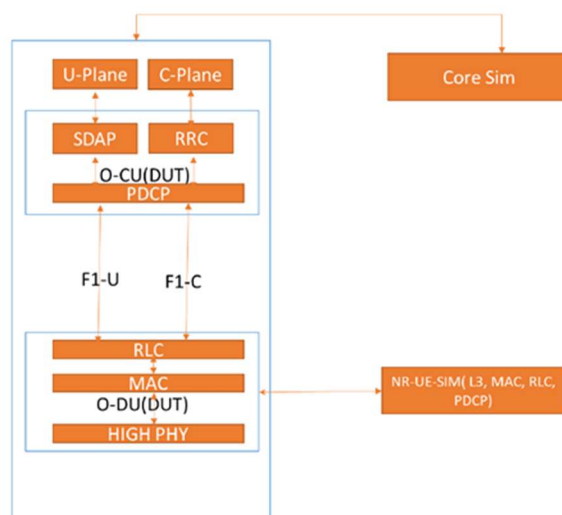 U-Plane
C-Plane
Core Sim
SDAP
RRC
O-CU(DUT)
PDCP
F1-U
F1-C
RLC
MAC
O-DU(DUT)
HIGH PHY
NR-UE-SIM( L3, MAC, RLC,
PDCP)